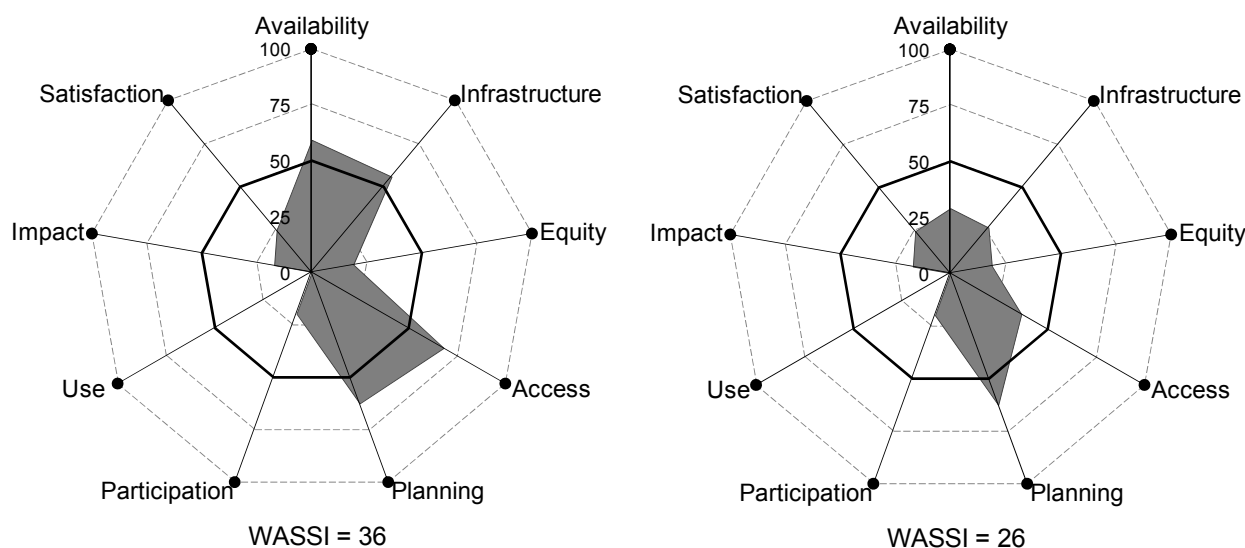 Availability
100
Satisfaction
Infrastructure
75
50
25
Impact
Equity
0
Use
Access
Participation
Planning
WASSI = 36
Availability
100
Satisfaction
Infrastructure
75
50
25
Impact
Equity
0
Use
Access
Participation
Planning
WASSI = 26